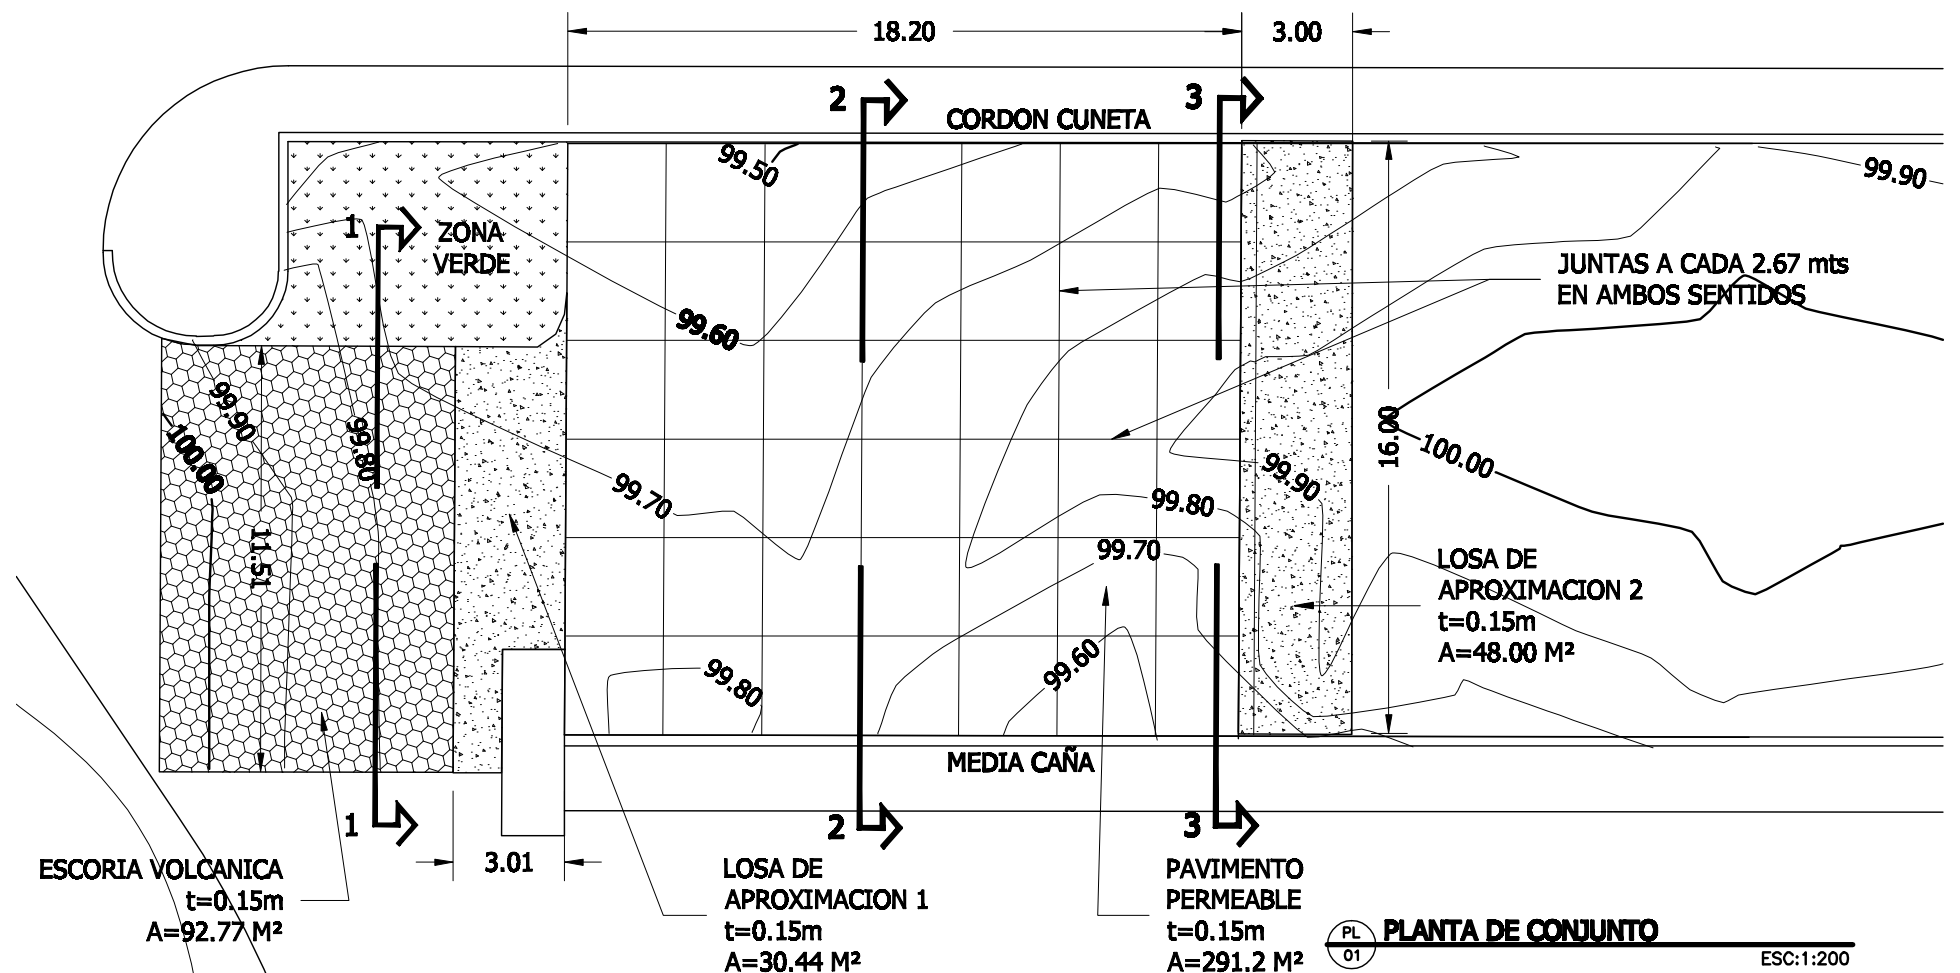 18.20
3.00
2
3
CORDON CUNETA
99.50
99.90
1
ZONA
VERDE
JUNTAS A CADA 2.67 mts
EN AMBOS SENTIDOS
99.60
99.90
99.80
100.00
16.00
100.00
99.70
99.90
99.80
11.51
99.70
LOSA DE
APROXIMACION 2
t=0.15m
A=48.00 M²
99.80
99.60
MEDIA CAÑA
1
2
3
3.01
ESCORIA VOLCANICA
t=0.15m
A=92.77 M²
LOSA DE
APROXIMACION 1
t=0.15m
A=30.44 M²
PAVIMENTO
PERMEABLE
t=0.15m
A=291.2 M²
PL
01
PLANTA DE CONJUNTO
ESC:1:200